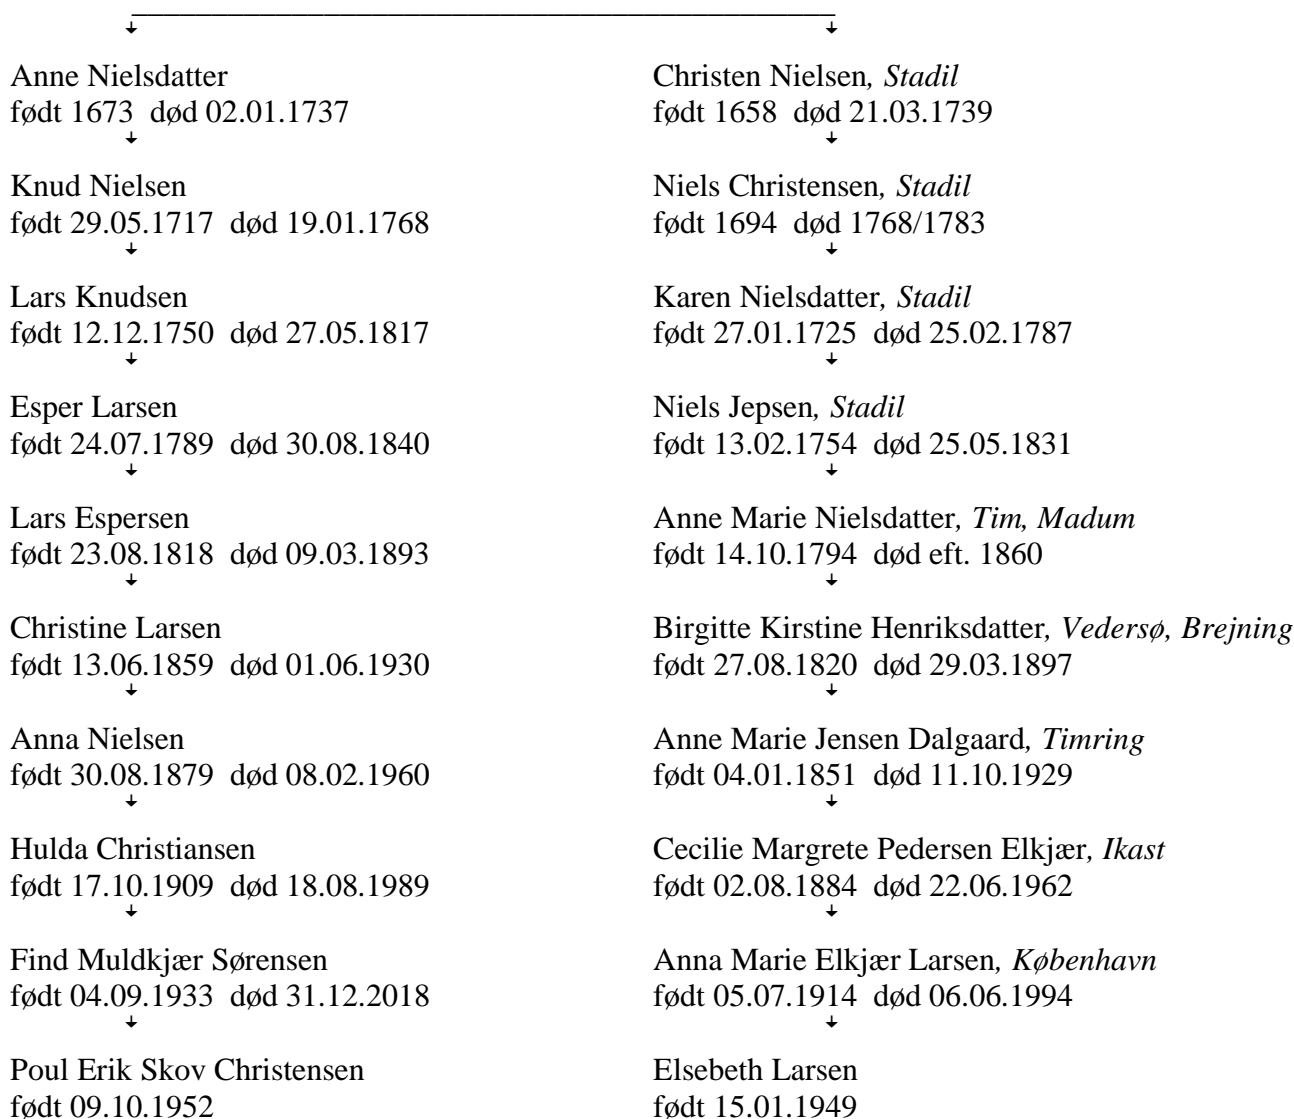 Anne Nielsdatter
født 1673 død 02.01.1737
Knud Nielsen
født 29.05.1717 død 19.01.1768
Lars Knudsen
født 12.12.1750 død 27.05.1817
Esper Larsen
født 24.07.1789 død 30.08.1840
Lars Espersen
født 23.08.1818 død 09.03.1893
Christine Larsen
født 13.06.1859 død 01.06.1930
Anna Nielsen
født 30.08.1879 død 08.02.1960
Hulda Christiansen
født 17.10.1909 død 18.08.1989
Find Muldkjær Sørensen
født 04.09.1933 død 31.12.2018
Poul Erik Skov Christensen
født 09.10.1952
Christen Nielsen, Stadil
født 1658 død 21.03.1739
Niels Christensen, Stadil
født 1694 død 1768/1783
Karen Nielsdatter, Stadil
født 27.01.1725 død 25.02.1787
Niels Jepsen, Stadil
født 13.02.1754 død 25.05.1831
Anne Marie Nielsdatter, Tim, Madum
født 14.10.1794 død eft. 1860
Birgitte Kirstine Henriksdatter, Vedersø, Brejning
født 27.08.1820 død 29.03.1897
Anne Marie Jensen Dalgaard, Timring
født 04.01.1851 død 11.10.1929
Cecilie Margrete Pedersen Elkjær, Ikast
født 02.08.1884 død 22.06.1962
Anna Marie Elkjær Larsen, København
født 05.07.1914 død 06.06.1994
Elsebeth Larsen
født 15.01.1949